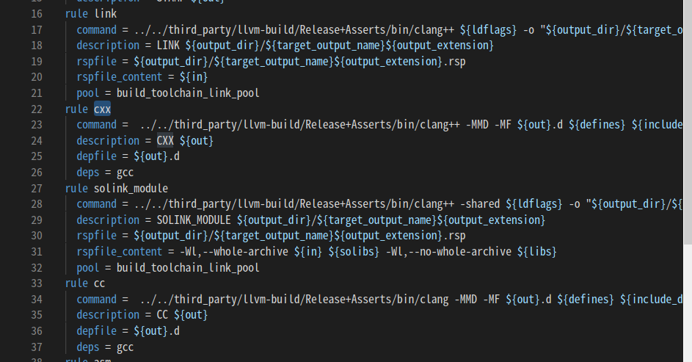 16 rule link
17 command = ../../third_party/llvm-build/Release+Asserts/bin/clang++ ${ldflags} -o "${output_dir}/${target_o
18 description = LINK ${output_dir}/${target_output_name}${output_extension}
19 rspfile = ${output_dir}/${target_output_name}${output_extension}.rsp
20 rspfile_content = ${in}
21 pool = build_toolchain_link_pool
22 rule cxx
23 command =  ../../third_party/llvm-build/Release+Asserts/bin/clang++ -MMD -MF ${out}.d ${defines} ${include_
24 description = CXX ${out}
25 depfile = ${out}.d
26 deps = gcc
27 rule solink_module
28 command =  ../../third_party/llvm-build/Release+Asserts/bin/clang++ -shared ${ldflags} -o "${output_dir}/${
29 description = SOLINK_MODULE ${output_dir}/${target_output_name}${output_extension}
30 rspfile = ${output_dir}/${target_output_name}${output_extension}.rsp
31 rspfile_content = -Wl,--whole-archive ${in} ${solibs} -Wl,--no-whole-archive ${libs}
32 pool = build_toolchain_link_pool
33 rule cc
34 command =  ../../third_party/llvm-build/Release+Asserts/bin/clang -MMD -MF ${out}.d ${defines} ${include_d
35 description = CC ${out}
36 depfile = ${out}.d
37 deps = gcc